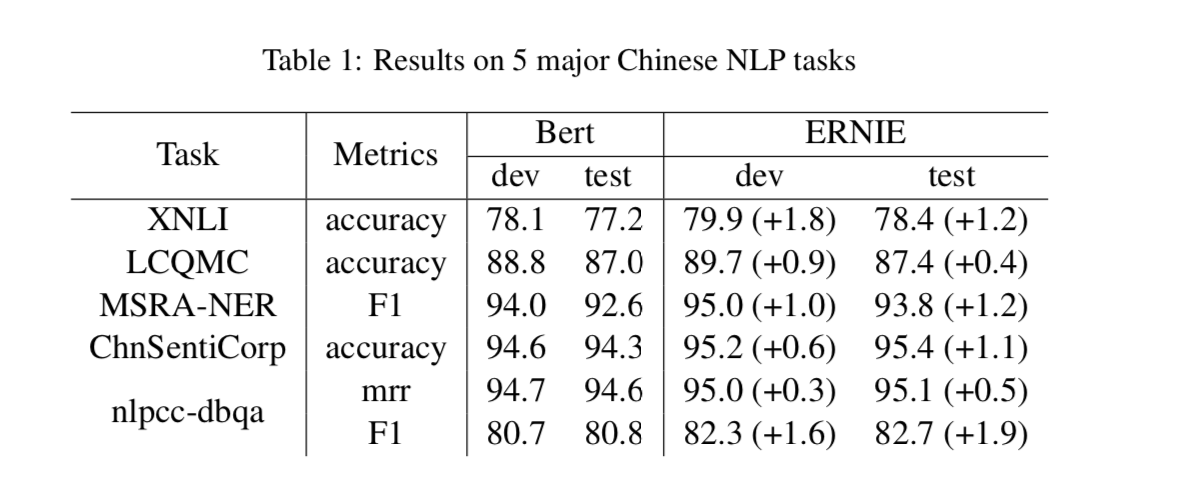 Table 1: Results on 5 major Chinese NLP tasks
Task Metrics Bert ERNIE
dev test dev test
XNLI accuracy 78.1 77.2 79.9 (+1.8) 78.4 (+1.2)
LCQMC accuracy 88.8 87.0 89.7 (+0.9) 87.4 (+0.4)
MSRA-NER F1 94.0 92.6 95.0 (+1.0) 93.8 (+1.2)
ChnSentiCorp accuracy 94.6 94.3 95.2 (+0.6) 95.4 (+1.1)
nlpcc-dbqa mrr 94.7 94.6 95.0 (+0.3) 95.1 (+0.5)
F1 80.7 80.8 82.3 (+1.6) 82.7 (+1.9)